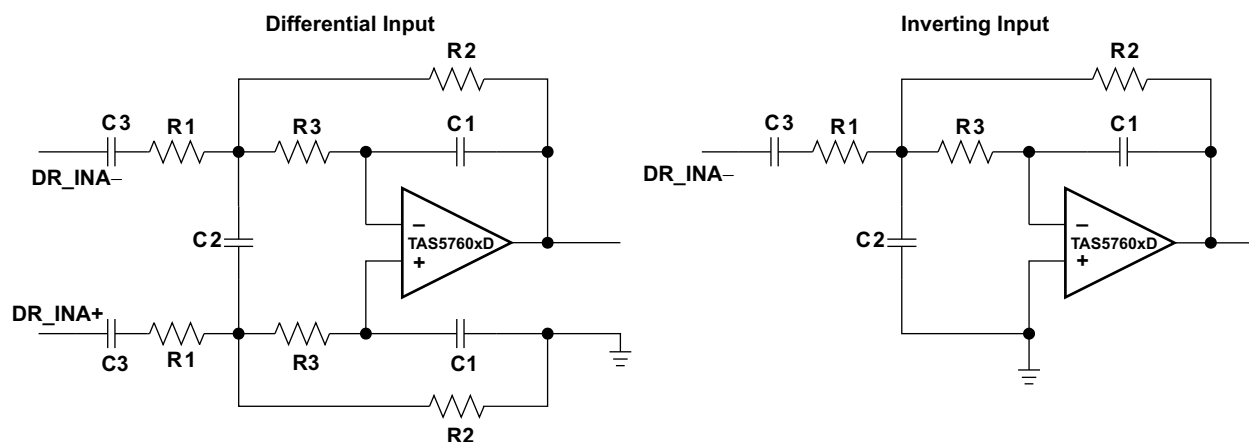 Differential Input
R2
C3
R1
R3
C1
DR_INA−
C2
−
TAS5760xD
+
DR_INA+
C3
R1
R3
C1
R2
Inverting Input
R2
C3
R1
R3
C1
DR_INA−
C2
−
TAS5760xD
+